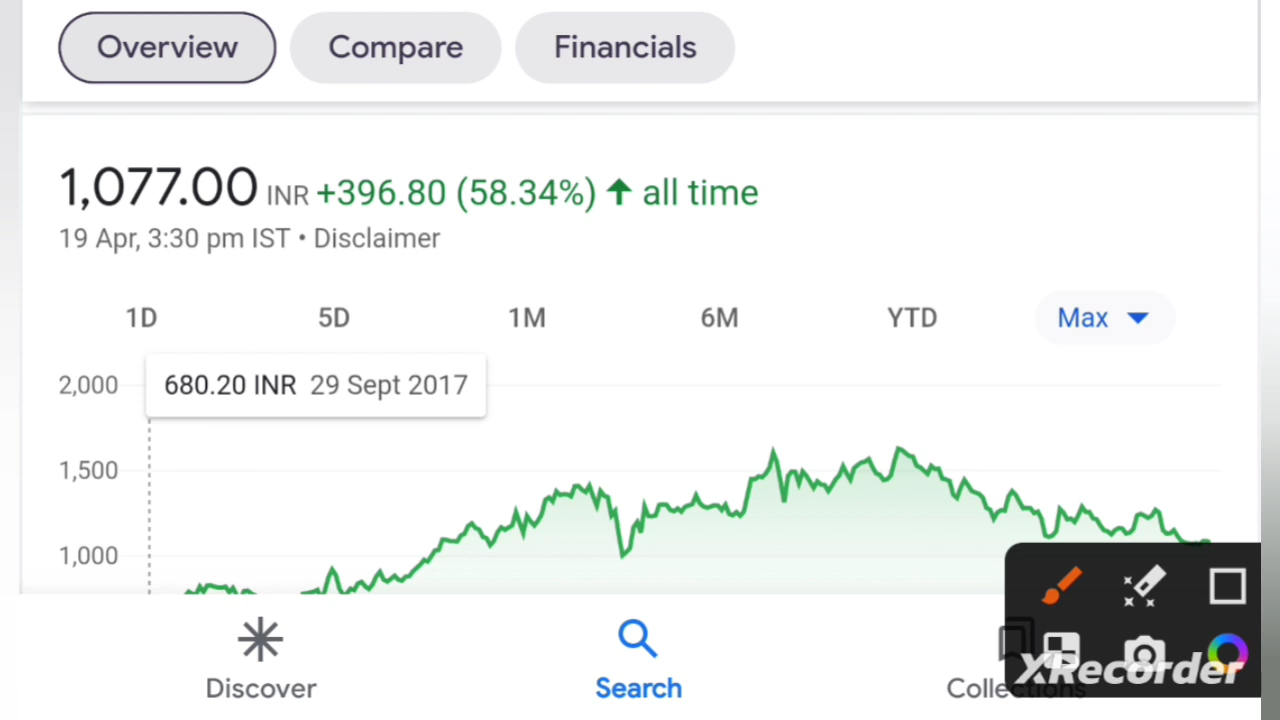 Overview Compare Financials
1,077.00 INR +396.80 (58.34%) ↑ all time
19 Apr, 3:30 pm IST • Disclaimer
1D 5D 1M 6M YTD Max
2,000
680.20 INR 29 Sept 2017
1,500
1,000
Discover Search Collections
XRecorder